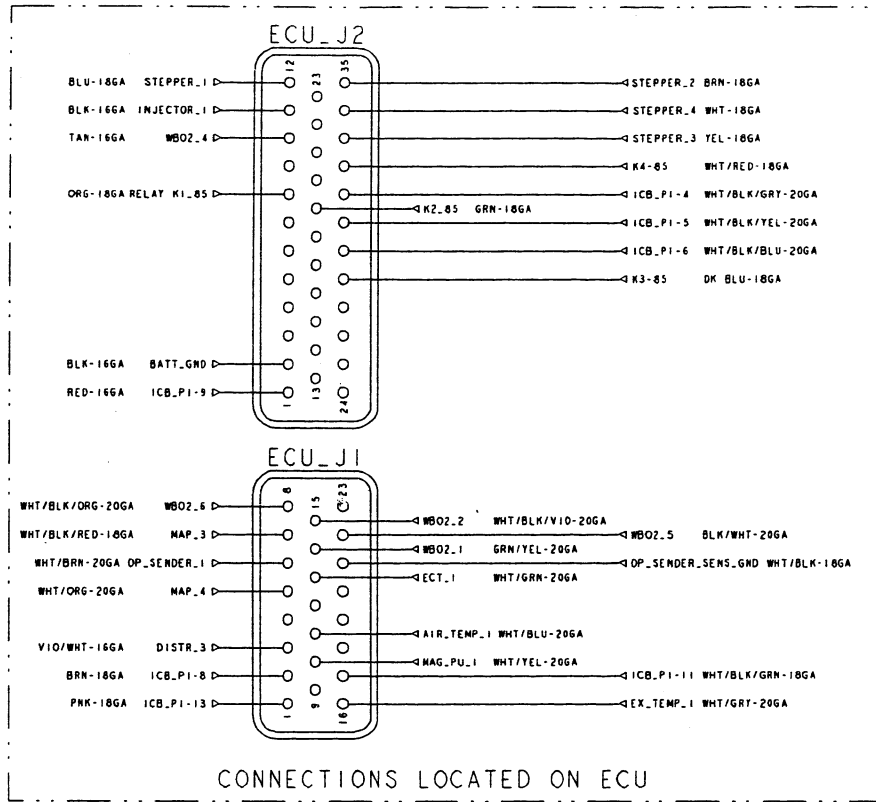 ECU_J2
12 23 35
BLU-18GA STEPPER_1 STEPPER_2 BRN-18GA
BLK-16GA INJECTOR_1 STEPPER_4 WHT-18GA
TAN-16GA WBO2_4 STEPPER_3 YEL-18GA
K4-85 WHT/RED-18GA
ORG-18GA RELAY K1_85 ICB_P1-4 WHT/BLK/GRY-20GA
K2_85 GRN-18GA
ICB_P1-5 WHT/BLK/YEL-20GA
ICB_P1-6 WHT/BLK/BLU-20GA
K3-85 DK BLU-18GA
BLK-16GA BATT_GND
RED-16GA ICB_P1-9
1 13 24
ECU_J1
8 15 23
WHT/BLK/ORG-20GA WBO2_6
WBO2_2 WHT/BLK/VIO-20GA
WHT/BLK/RED-18GA MAP_3 WBO2_5 BLK/WHT-20GA
WBO2_1 GRN/YEL-20GA
WHT/BRN-20GA OP_SENDER_1 OP_SENDER_SENS_GND WHT/BLK-18GA
ECT_1 WHT/GRN-20GA
WHT/ORG-20GA MAP_4
AIR_TEMP_1 WHT/BLU-20GA
VIO/WHT-16GA DISTR_3
MAG_PU_1 WHT/YEL-20GA
BRN-18GA ICB_P1-8 ICB_P1-11 WHT/BLK/GRN-18GA
PNK-18GA ICB_P1-13 EX_TEMP_1 WHT/GRY-20GA
1 9 16
CONNECTIONS LOCATED ON ECU